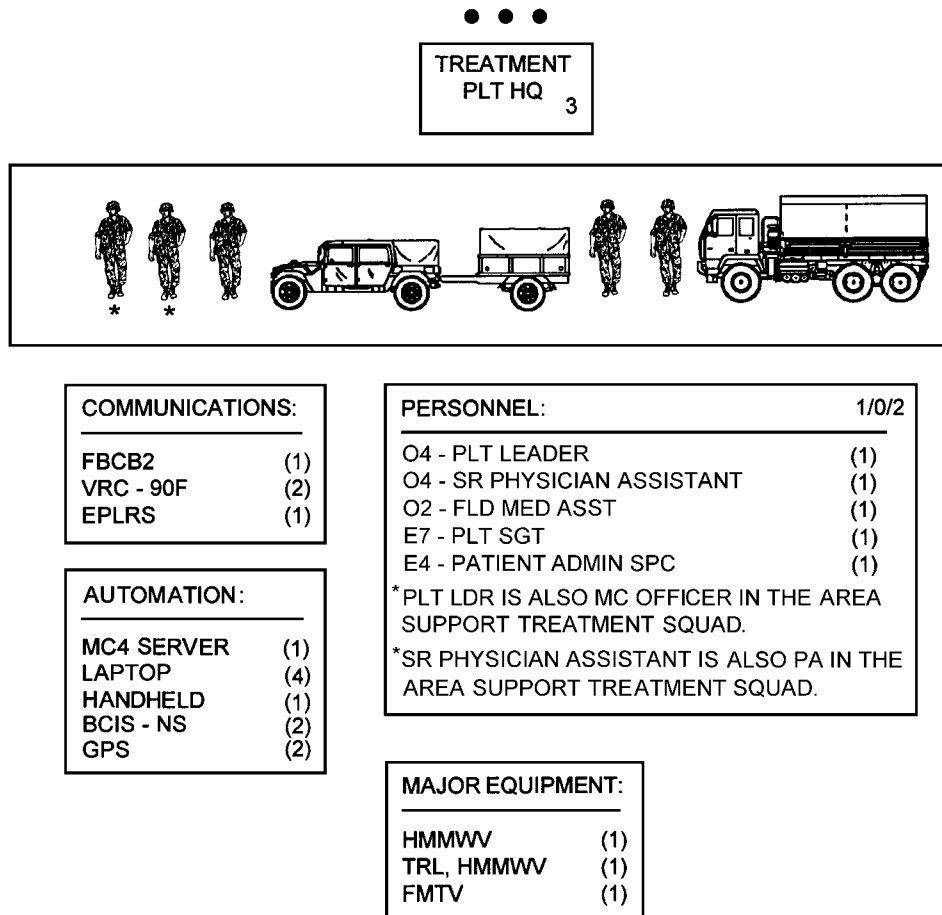 TREATMENT
PLT HQ
3
* *
COMMUNICATIONS:
FBCB2 (1)
VRC - 90F (2)
EPLRS (1)
PERSONNEL: 1/0/2
O4 - PLT LEADER (1)
O4 - SR PHYSICIAN ASSISTANT (1)
O2 - FLD MED ASST (1)
E7 - PLT SGT (1)
E4 - PATIENT ADMIN SPC (1)
*PLT LDR IS ALSO MC OFFICER IN THE AREA
SUPPORT TREATMENT SQUAD.
*SR PHYSICIAN ASSISTANT IS ALSO PA IN THE
AREA SUPPORT TREATMENT SQUAD.
AUTOMATION:
MC4 SERVER (1)
LAPTOP (4)
HANDHELD (1)
BCIS - NS (2)
GPS (2)
MAJOR EQUIPMENT:
HMMWV (1)
TRL, HMMWV (1)
FMTV (1)